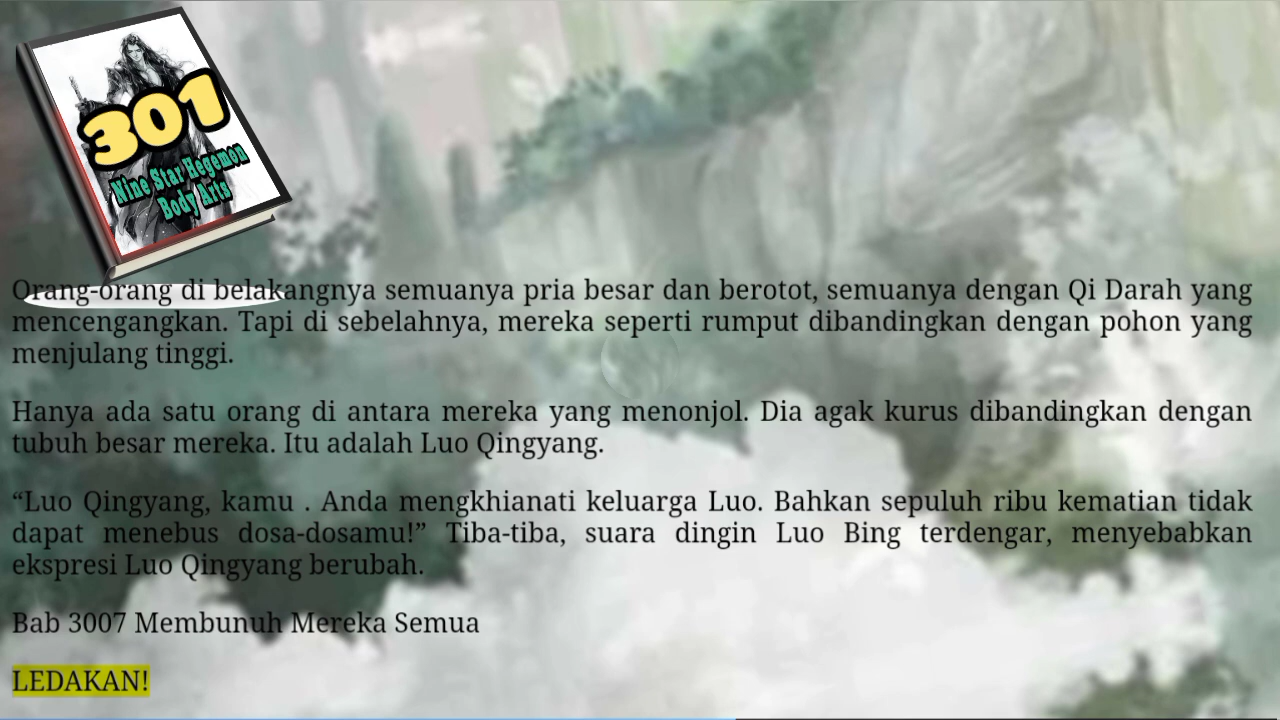 301
Nine Star Hegemon
Body Arts
Orang-orang di belakangnya semuanya pria besar dan berotot, semuanya dengan Qi Darah yang
mencengangkan. Tapi di sebelahnya, mereka seperti rumput dibandingkan dengan pohon yang
menjulang tinggi.
Hanya ada satu orang di antara mereka yang menonjol. Dia agak kurus dibandingkan dengan
tubuh besar mereka. Itu adalah Luo Qingyang.
“Luo Qingyang, kamu . Anda mengkhianati keluarga Luo. Bahkan sepuluh ribu kematian tidak
dapat menebus dosa-dosamu!” Tiba-tiba, suara dingin Luo Bing terdengar, menyebabkan
ekspresi Luo Qingyang berubah.
Bab 3007 Membunuh Mereka Semua
LEDAKAN!